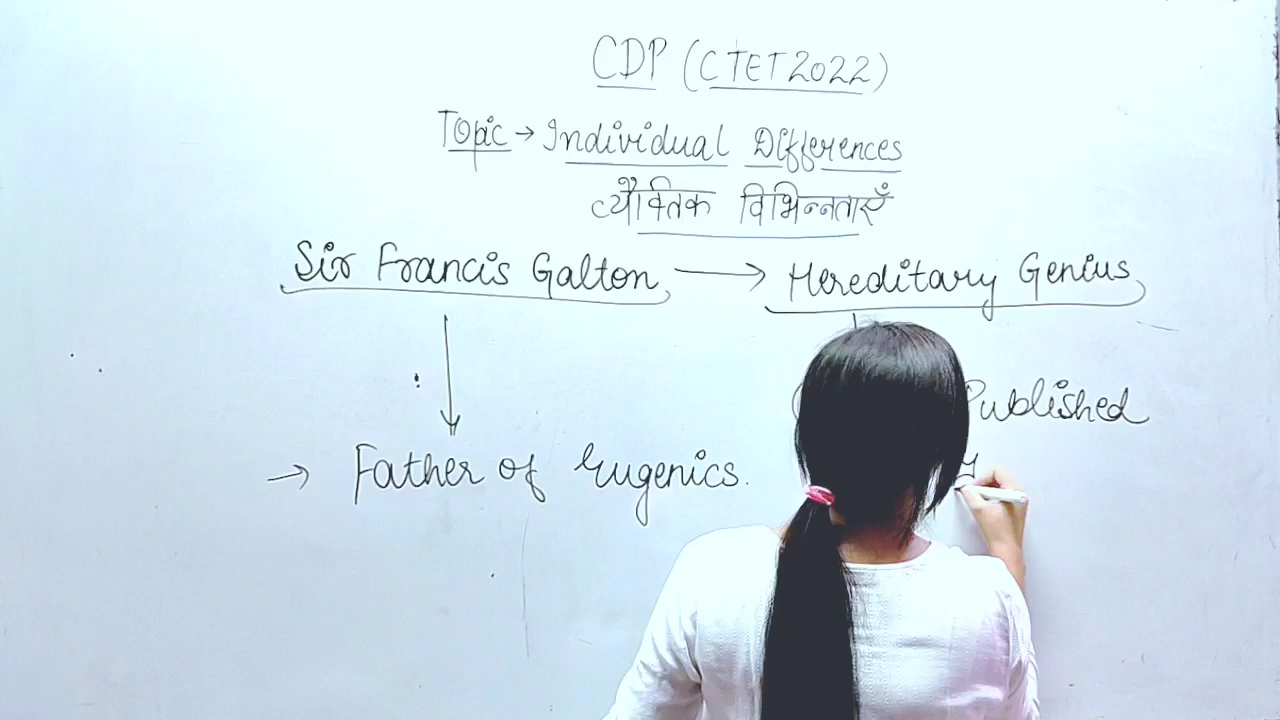 CDP (CTET 2022)
Topic → Individual Differences
वैयक्तिक विभिन्नताएँ
Sir Francis Galton → Hereditary Genius
Published
→ Father of Eugenics.